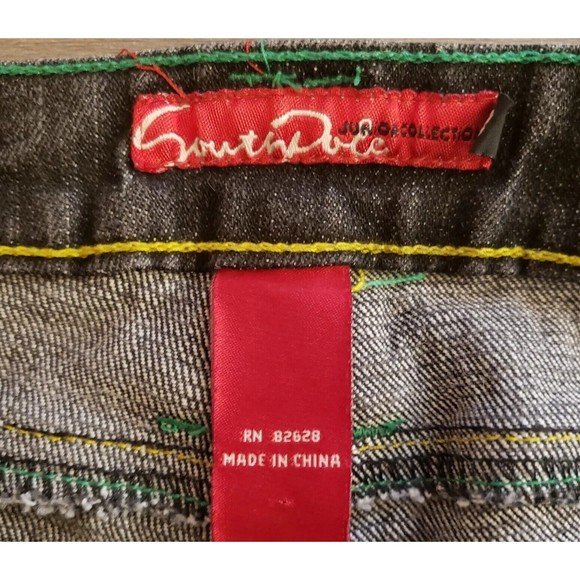 SouthPole JUNIOR COLLECTION
RN 82628
MADE IN CHINA